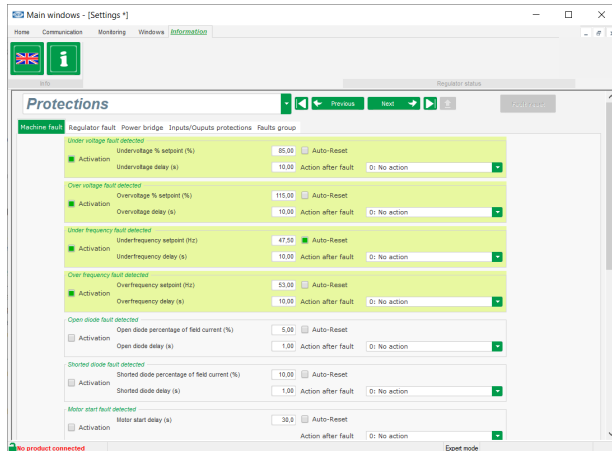 Main windows - [Settings *]
Home Communication Monitoring Windows Information
Info Regulator status
Protections Previous Next
Machine fault Regulator fault Power bridge Inputs/Ouputs protections Faults group
Under voltage fault detected
Activation Undervoltage % setpoint (%) 85,00 Auto-Reset
Undervoltage delay (s) 10,00 Action after fault 0: No action
Over voltage fault detected
Activation Overvoltage % setpoint (%) 115,00 Auto-Reset
Overvoltage delay (s) 10,00 Action after fault 0: No action
Under frequency fault detected
Activation Underfrequency setpoint (Hz) 47,50 Auto-Reset
Underfrequency delay (s) 10,00 Action after fault 0: No action
Over frequency fault detected
Activation Overfrequency setpoint (Hz) 53,00 Auto-Reset
Overfrequency delay (s) 10,00 Action after fault 0: No action
Open diode fault detected
Activation Open diode percentage of field current (%) 5,00 Auto-Reset
Open diode delay (s) 1,00 Action after fault 0: No action
Shorted diode fault detected
Activation Shorted diode percentage of field current (%) 10,00 Auto-Reset
Shorted diode delay (s) 1,00 Action after fault 0: No action
Motor start fault detected
Activation Motor start delay (s) 30,0 Auto-Reset
Action after fault 0: No action
No product connected Expert mode